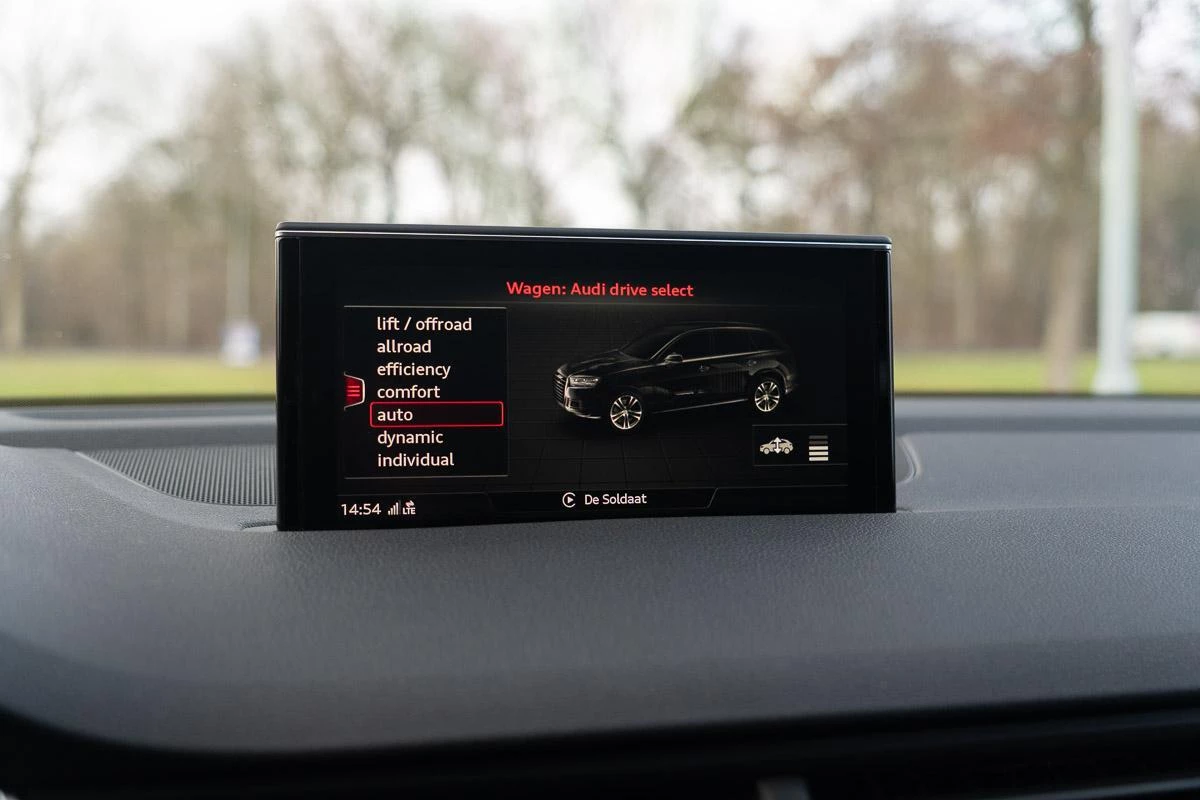 Wagen: Audi drive select
lift / offroad
allroad
efficiency
comfort
auto
dynamic
individual
14:54 LTE
De Soldaat